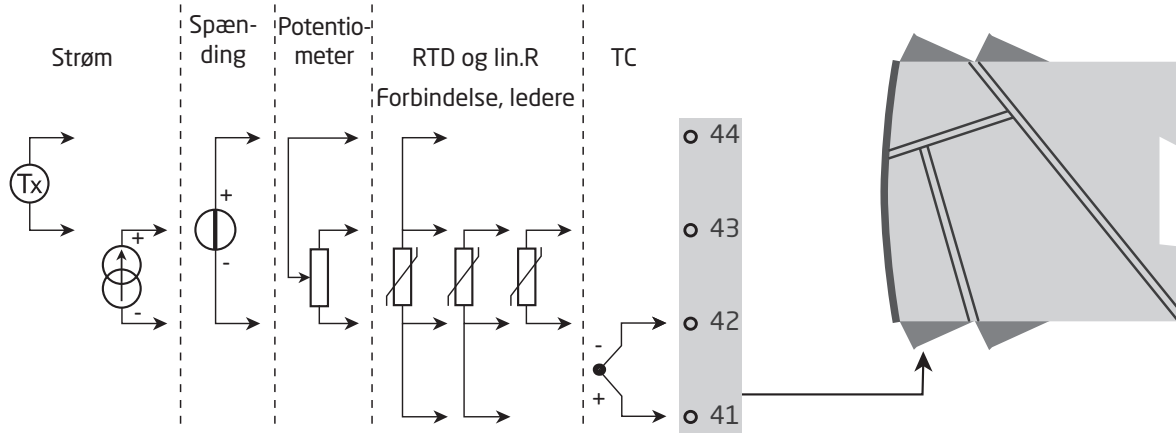 Strøm
Spæn-
ding
Potentio-
meter
RTD og lin.R
Forbindelse, ledere
TC
Tx
+
-
+
-
-
+
44
43
42
41